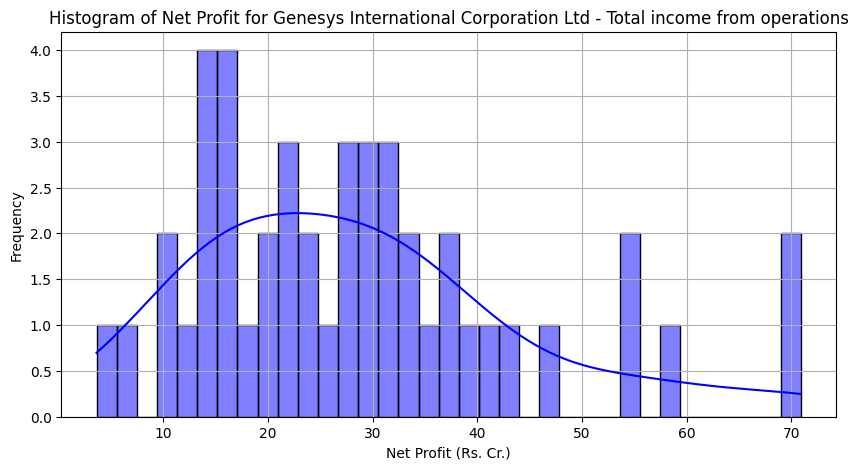 Histogram of Net Profit for Genesys International Corporation Ltd - Total income from operations
4.0
3.5
3.0
2.5
2.0
1.5
1.0
0.5
0.0
Frequency
10 20 30 40 50 60 70
Net Profit (Rs. Cr.)